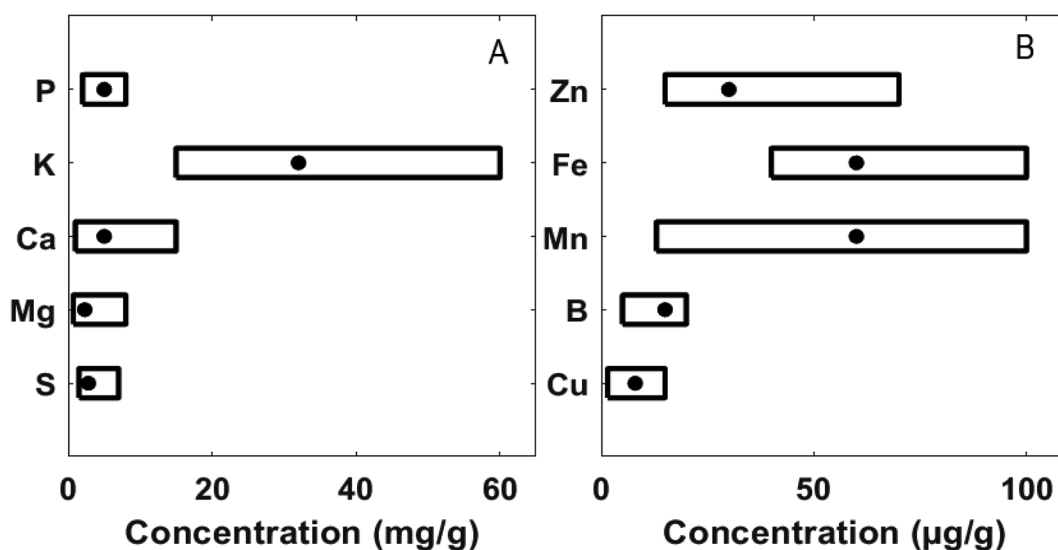 A
P
K
Ca
Mg
S
0 20 40 60
Concentration (mg/g)
B
Zn
Fe
Mn
B
Cu
0 50 100
Concentration (µg/g)